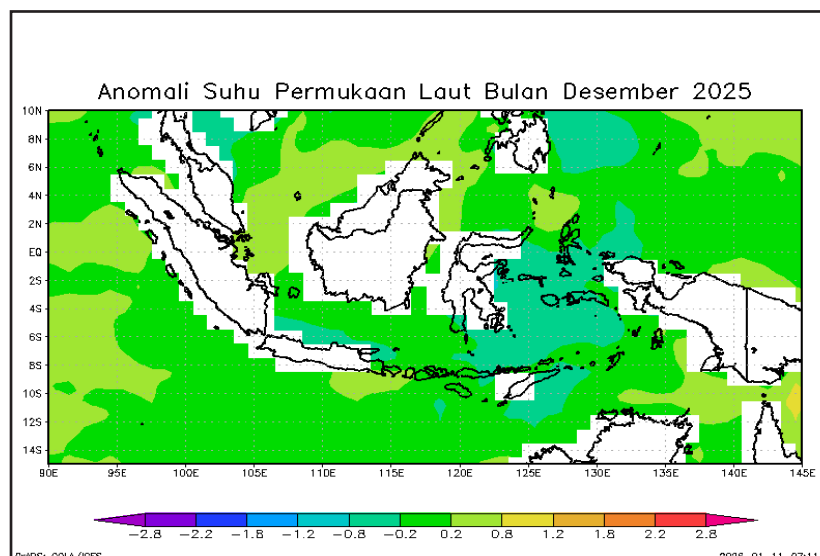 Anomali Suhu Permukaan Laut Bulan Desember 2025
10N
8N
6N
4N
2N
EQ
2S
4S
6S
8S
10S
12S
14S
90E 95E 100E 105E 110E 115E 120E 125E 130E 135E 140E 145E
-2.8 -2.2 -1.8 -1.2 -0.8 -0.2 0.2 0.8 1.2 1.8 2.2 2.8